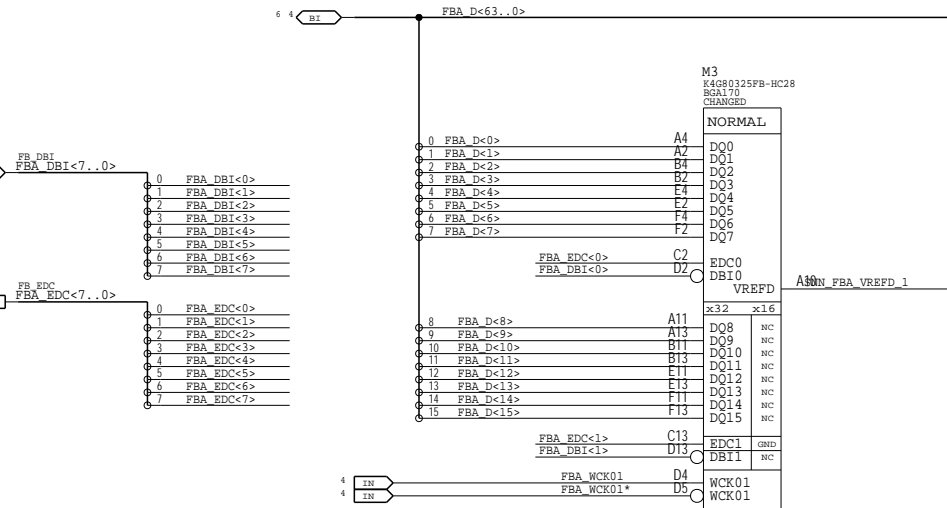 6 4 BI FBA_D<63..0>
M3
K4G80325FB-HC28
BGA170
CHANGED
NORMAL
0 FBA_D<0> A4 DQ0
1 FBA_D<1> A2 DQ1
2 FBA_D<2> B4 DQ2
3 FBA_D<3> B2 DQ3
4 FBA_D<4> E4 DQ4
5 FBA_D<5> E2 DQ5
6 FBA_D<6> F4 DQ6
7 FBA_D<7> F2 DQ7
FBA_EDC<0> C2 EDC0
FBA_DBI<0> D2 DBI0
VREFD A10 SNN_FBA_VREFD_1
x32 x16
8 FBA_D<8> A11 DQ8 NC
9 FBA_D<9> A13 DQ9 NC
10 FBA_D<10> B11 DQ10 NC
11 FBA_D<11> B13 DQ11 NC
12 FBA_D<12> E11 DQ12 NC
13 FBA_D<13> E13 DQ13 NC
14 FBA_D<14> F11 DQ14 NC
15 FBA_D<15> F13 DQ15 NC
FBA_EDC<1> C13 EDC1 GND
FBA_DBI<1> D13 DBI1 NC
4 IN FBA_WCK01 D4 WCK01
4 IN FBA_WCK01* D5 WCK01
FB_DBI
FBA_DBI<7..0>
0 FBA_DBI<0>
1 FBA_DBI<1>
2 FBA_DBI<2>
3 FBA_DBI<3>
4 FBA_DBI<4>
5 FBA_DBI<5>
6 FBA_DBI<6>
7 FBA_DBI<7>
FB_EDC
FBA_EDC<7..0>
0 FBA_EDC<0>
1 FBA_EDC<1>
2 FBA_EDC<2>
3 FBA_EDC<3>
4 FBA_EDC<4>
5 FBA_EDC<5>
6 FBA_EDC<6>
7 FBA_EDC<7>